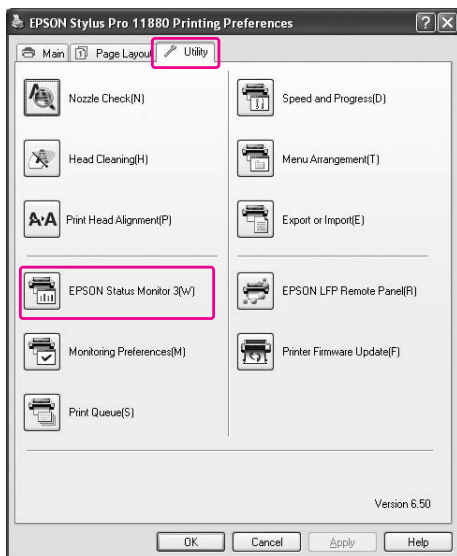 EPSON Stylus Pro 11880 Printing Preferences
Main
Page Layout
Utility
Nozzle Check(N)
Speed and Progress(D)
Head Cleaning(H)
Menu Arrangement(T)
Print Head Alignment(P)
Export or Import(E)
EPSON Status Monitor 3(W)
EPSON LFP Remote Panel(R)
Monitoring Preferences(M)
Printer Firmware Update(F)
Print Queue(S)
Version 6.50
OK
Cancel
Apply
Help